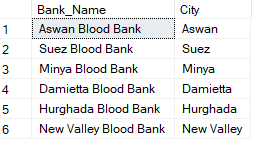 Bank_Name City
1 Aswan Blood Bank Aswan
2 Suez Blood Bank Suez
3 Minya Blood Bank Minya
4 Damietta Blood Bank Damietta
5 Hurghada Blood Bank Hurghada
6 New Valley Blood Bank New Valley